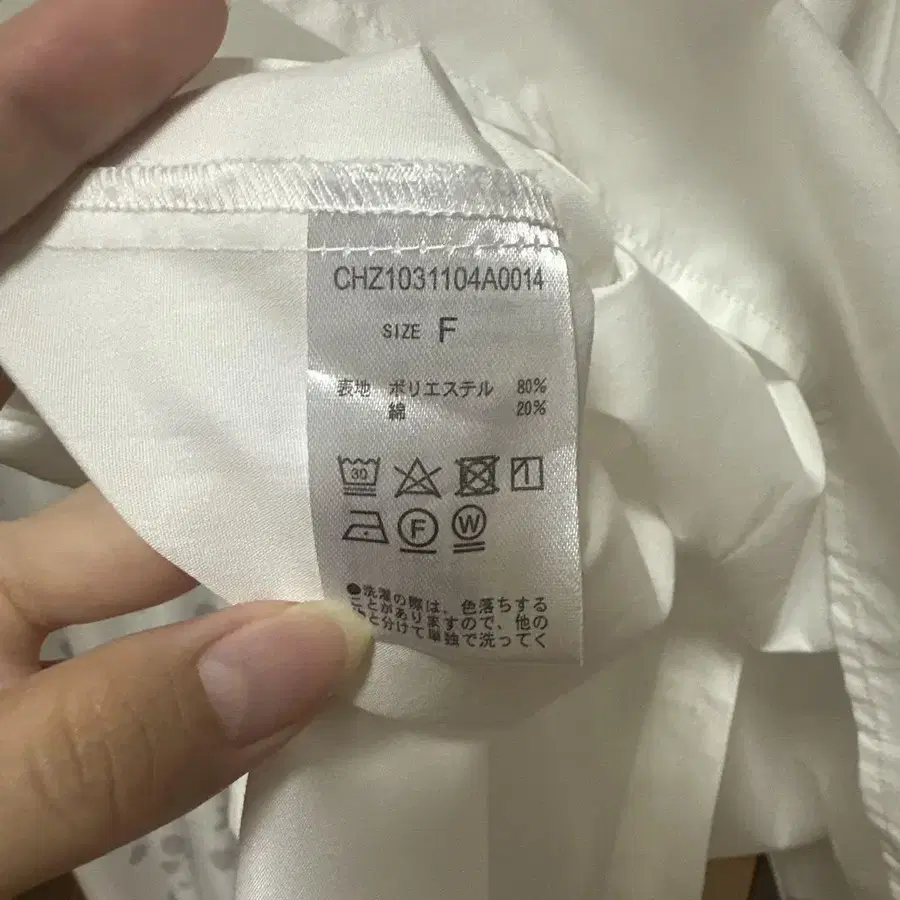 CHZ1031104A0014
SIZE F
表地 ポリエステル 80%
綿 20%
30
F W
●洗濯の際は、色落ちする
ことがありますので、他の
と分けて単独で洗ってく